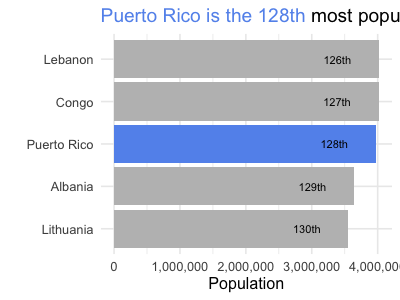 Puerto Rico is the 128th most popu
Lebanon 126th
Congo 127th
Puerto Rico 128th
Albania 129th
Lithuania 130th
0 1,000,000 2,000,000 3,000,000 4,000,00
Population